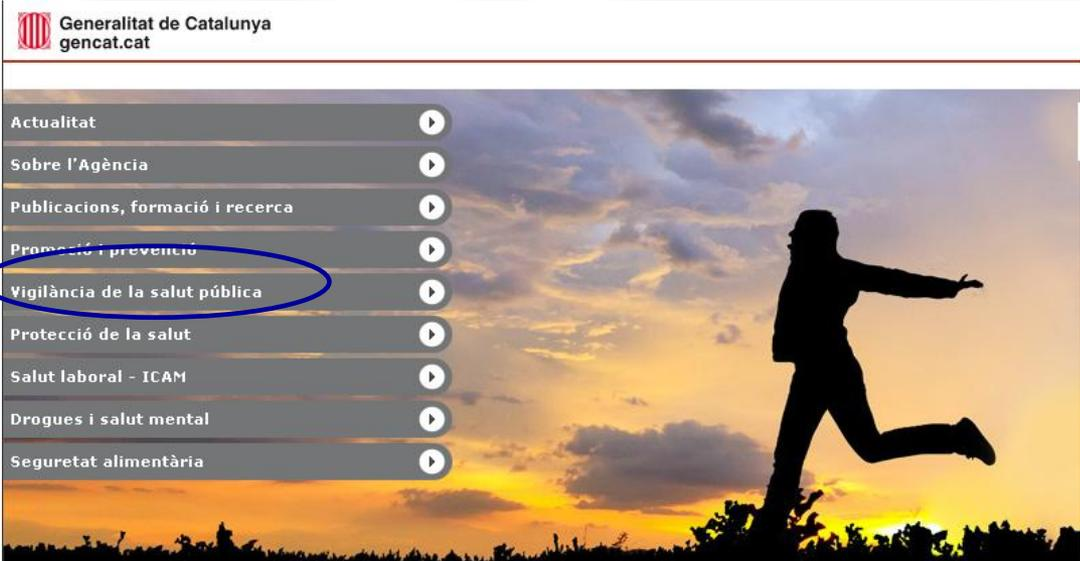 Generalitat de Catalunya
gencat.cat
Actualitat
Sobre l'Agència
Publicacions, formació i recerca
Promoció i prevenció
Vigilància de la salut pública
Protecció de la salut
Salut laboral - ICAM
Drogues i salut mental
Seguretat alimentària